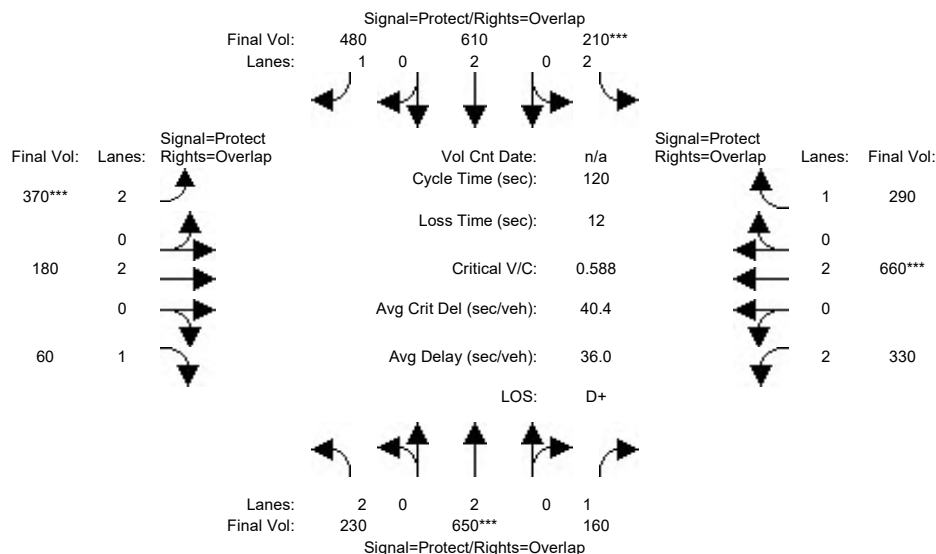 Signal=Protect/Rights=Overlap
Final Vol: 480 610 210***
Lanes: 1 0 2 0 2
Signal=Protect
Final Vol: Lanes: Rights=Overlap
Vol Cnt Date: n/a
Signal=Protect
Rights=Overlap Lanes: Final Vol:
Cycle Time (sec): 120
370*** 2
1 290
Loss Time (sec): 12
0
0
180 2
Critical V/C: 0.588
2 660***
0
Avg Crit Del (sec/veh): 40.4
0
60 1
Avg Delay (sec/veh): 36.0
2 330
LOS: D+
Lanes: 2 0 2 0 1
Final Vol: 230 650*** 160
Signal=Protect/Rights=Overlap